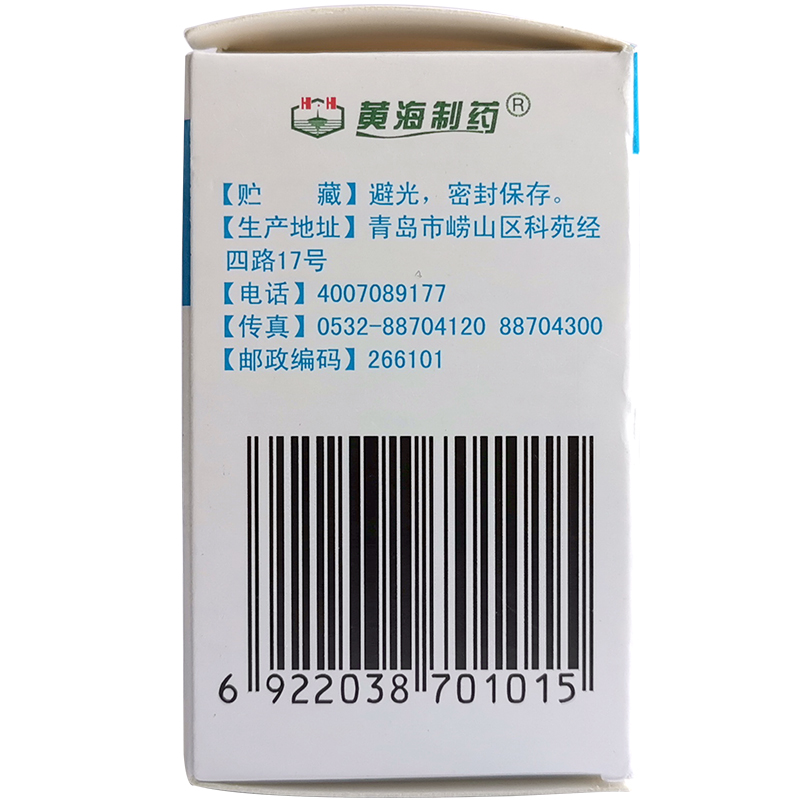 HH 黄海制药®
【贮　　藏】避光，密封保存。
【生产地址】青岛市崂山区科苑经
四路17号
【电话】4007089177
【传真】0532-88704120 88704300
【邮政编码】266101
6 922038 701015